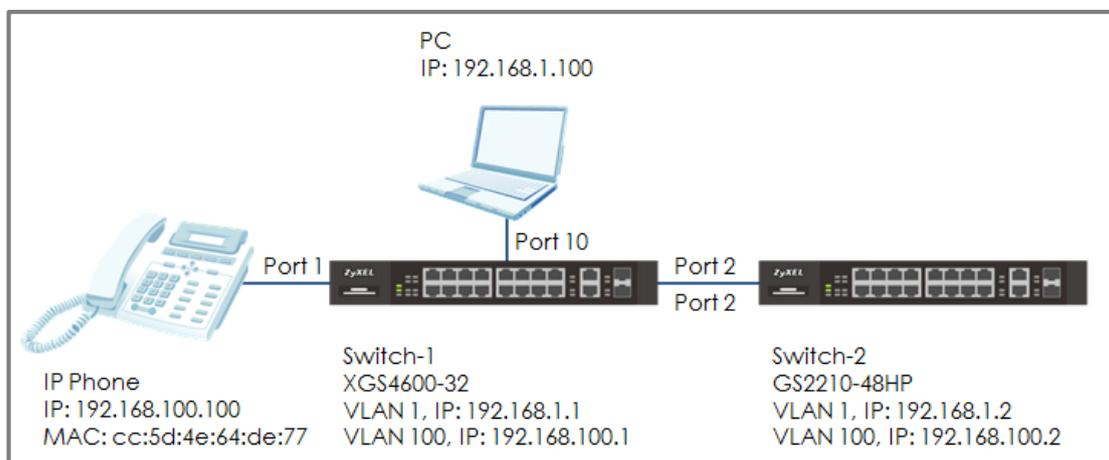 PC
IP: 192.168.1.100
Port 10
Port 1
ZyXEL
Port 2
Port 2
ZyXEL
IP Phone
IP: 192.168.100.100
MAC: cc:5d:4e:64:de:77
Switch-1
XGS4600-32
VLAN 1, IP: 192.168.1.1
VLAN 100, IP: 192.168.100.1
Switch-2
GS2210-48HP
VLAN 1, IP: 192.168.1.2
VLAN 100, IP: 192.168.100.2